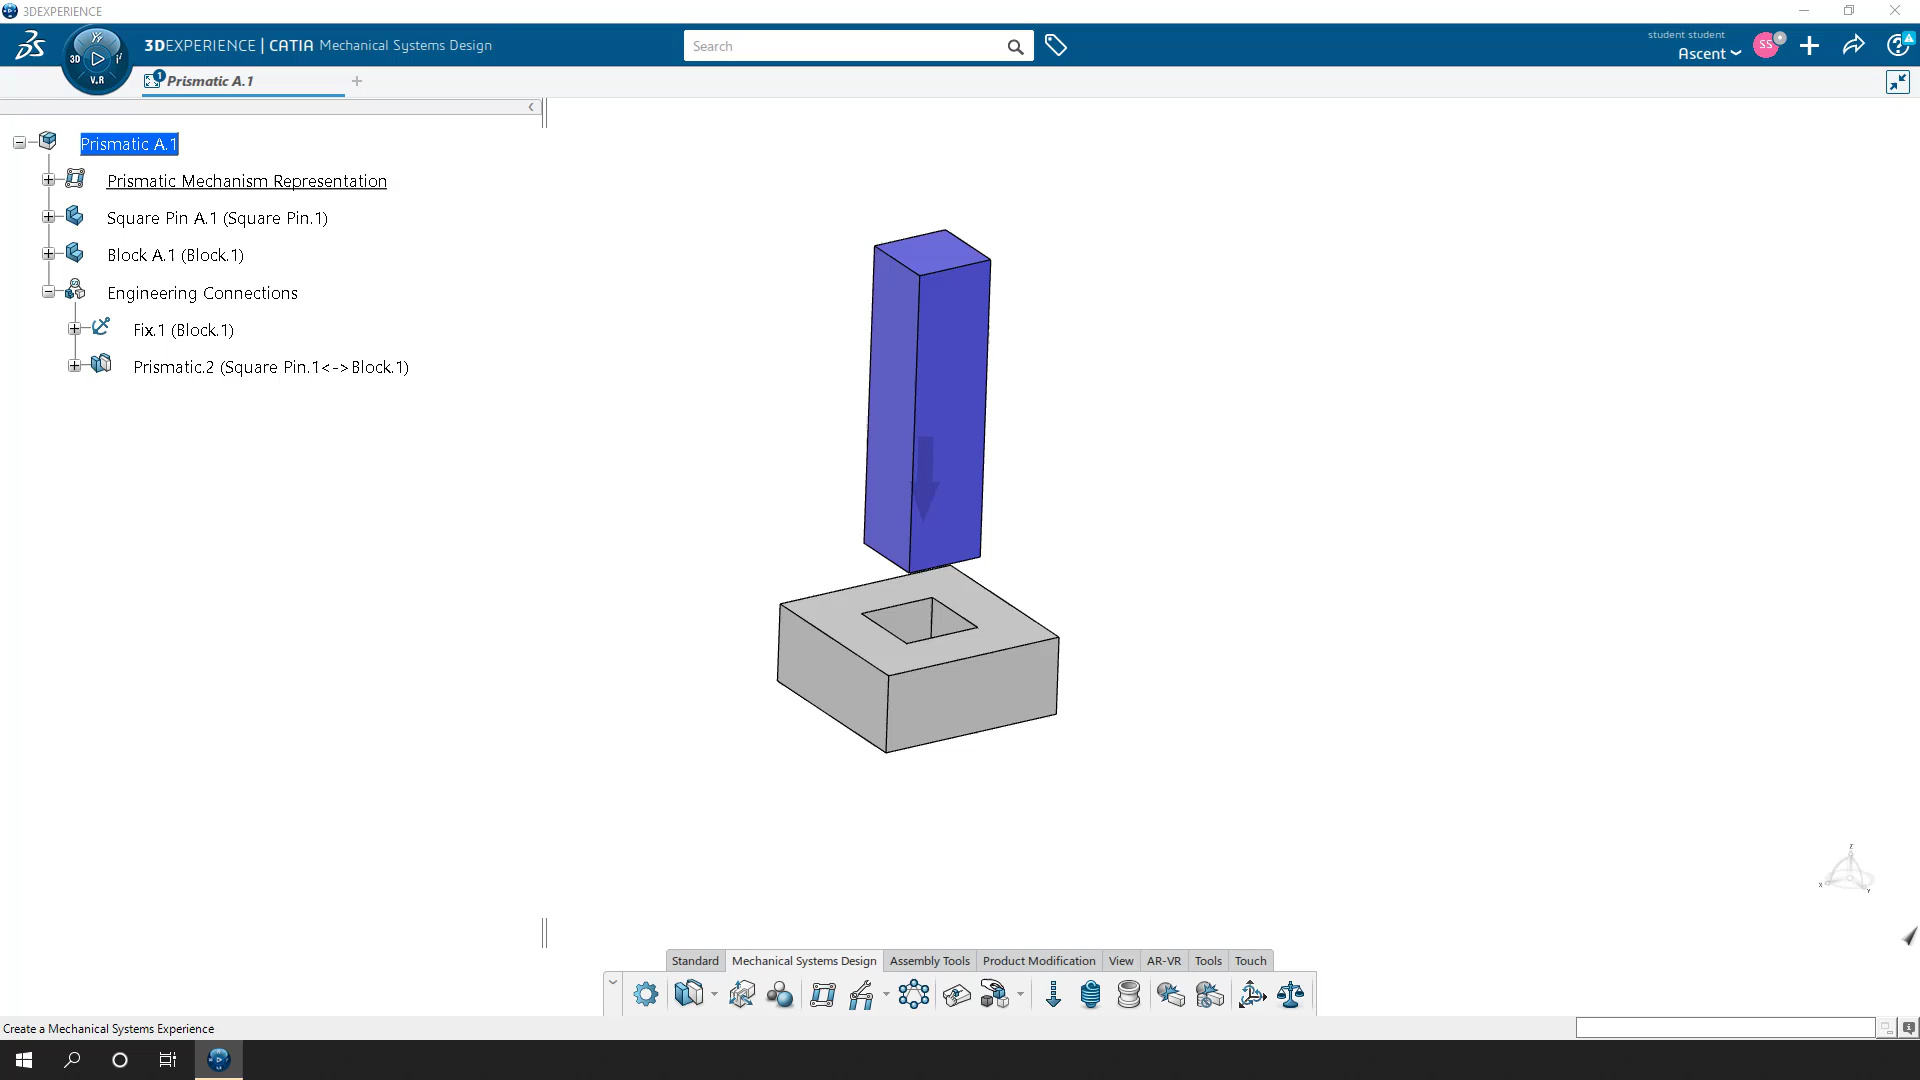 3DEXPERIENCE
3DEXPERIENCE | CATIA Mechanical Systems Design
Search
student student
Ascent
SS
3D
V.R
1
Prismatic A.1
Prismatic A.1
Prismatic Mechanism Representation
Square Pin A.1 (Square Pin.1)
Block A.1 (Block.1)
Engineering Connections
Fix.1 (Block.1)
Prismatic.2 (Square Pin.1<->Block.1)
z
x
y
Standard
Mechanical Systems Design
Assembly Tools
Product Modification
View
AR-VR
Tools
Touch
Create a Mechanical Systems Experience